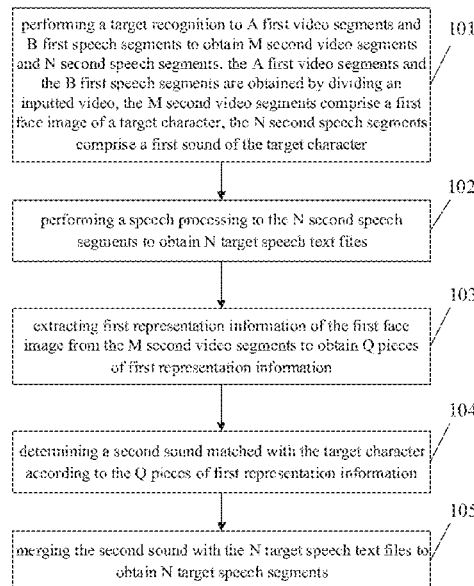 performing a target recognition to A first video segments and
B first speech segments to obtain M second video segments
and N second speech segments, the A first video segments and
the B first speech segments are obtained by dividing an
inputted video, the M second video segments comprise a first
face image of a target character, the N second speech segments
comprise a first sound of the target character
101
performing a speech processing to the N second speech
segments to obtain N target speech text files
102
extracting first representation information of the first face
image from the M second video segments to obtain Q pieces
of first representation information
103
determining a second sound matched with the target character
according to the Q pieces of first representation information
104
merging the second sound with the N target speech text files to
obtain N target speech segments
105